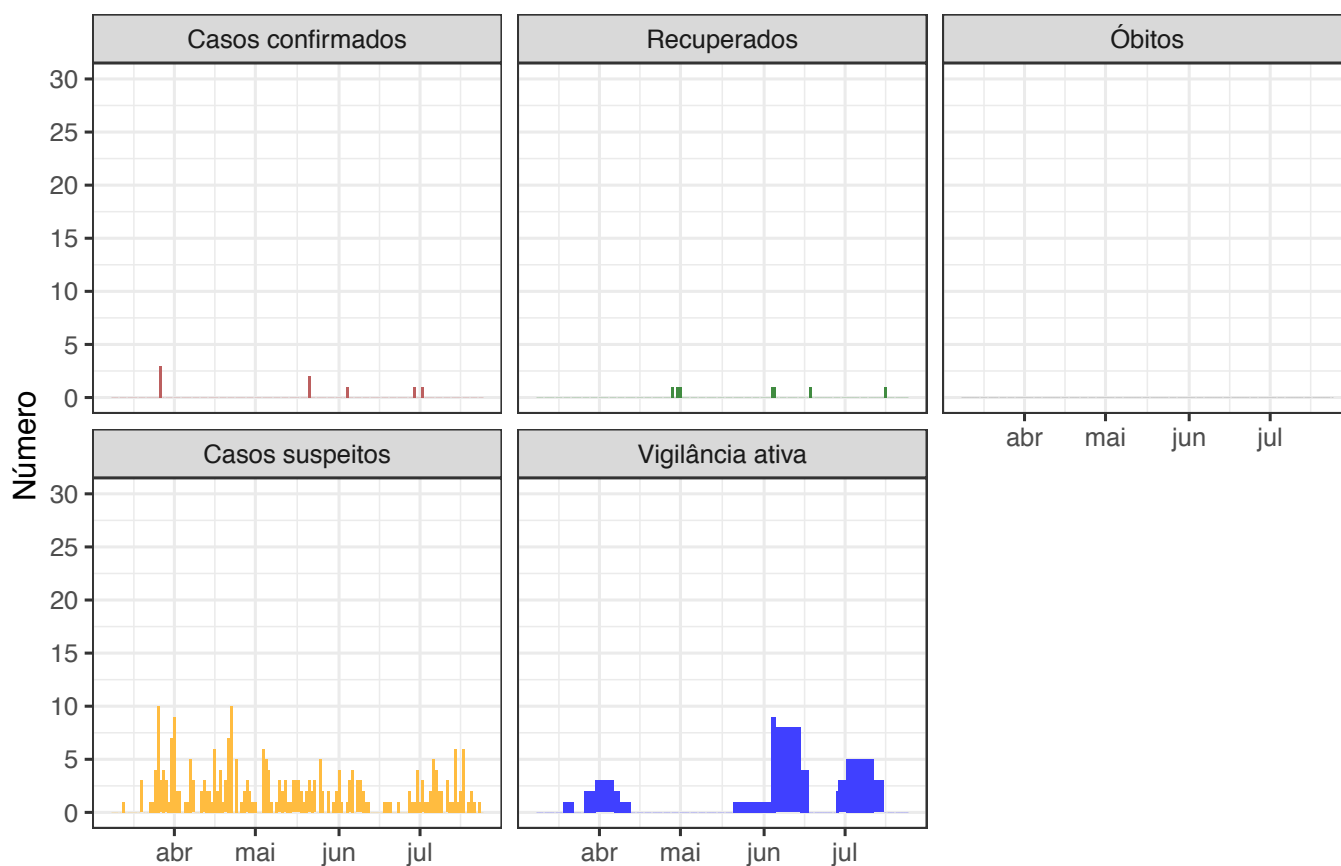 Casos confirmados
Recuperados
Óbitos
30
25
20
15
10
5
0
abr mai jun jul
Número
Casos suspeitos
Vigilância ativa
30
25
20
15
10
5
0
abr mai jun jul
abr mai jun jul